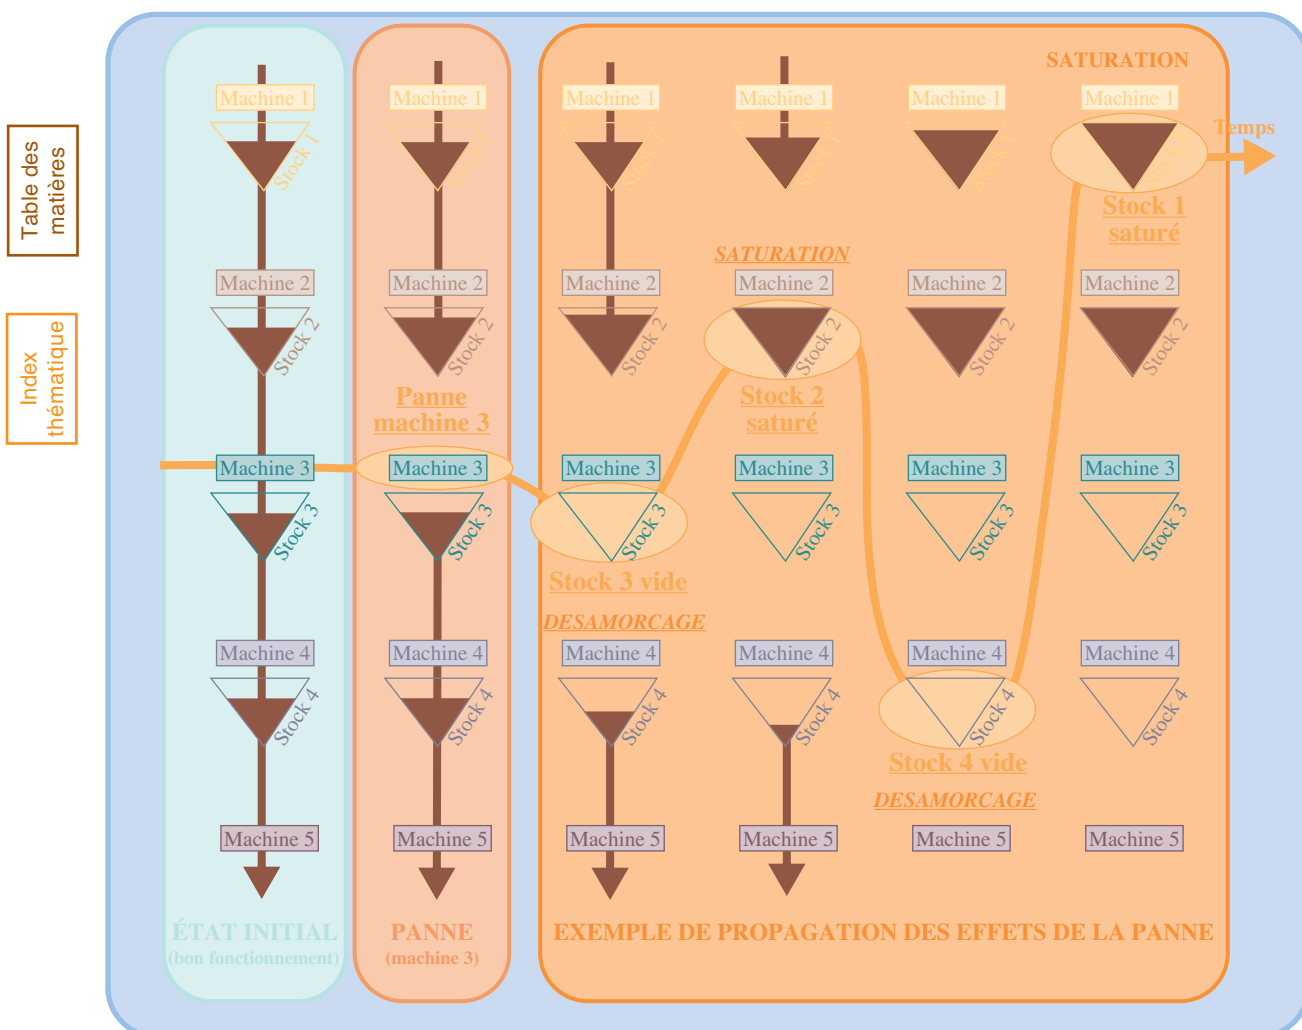 SATURATION
Machine 1
Machine 1
Machine 1
Machine 1
Machine 1
Machine 1
Temps
Stock 1
Stock 1
Stock 1
Stock 1
Stock 1
Stock 1
Table des
matières
Stock 1
saturé
SATURATION
Machine 2
Machine 2
Machine 2
Machine 2
Machine 2
Machine 2
Stock 2
Stock 2
Stock 2
Stock 2
Stock 2
Stock 2
Index
thématique
Panne
machine 3
Stock 2
saturé
Machine 3
Machine 3
Machine 3
Machine 3
Machine 3
Machine 3
Stock 3
Stock 3
Stock 3
Stock 3
Stock 3
Stock 3
Stock 3 vide
DESAMORCAGE
Machine 4
Machine 4
Machine 4
Machine 4
Machine 4
Machine 4
Stock 4
Stock 4
Stock 4
Stock 4
Stock 4
Stock 4
Stock 4 vide
DESAMORCAGE
Machine 5
Machine 5
Machine 5
Machine 5
Machine 5
Machine 5
ÉTAT INITIAL
(bon fonctionnement)
PANNE
(machine 3)
EXEMPLE DE PROPAGATION DES EFFETS DE LA PANNE